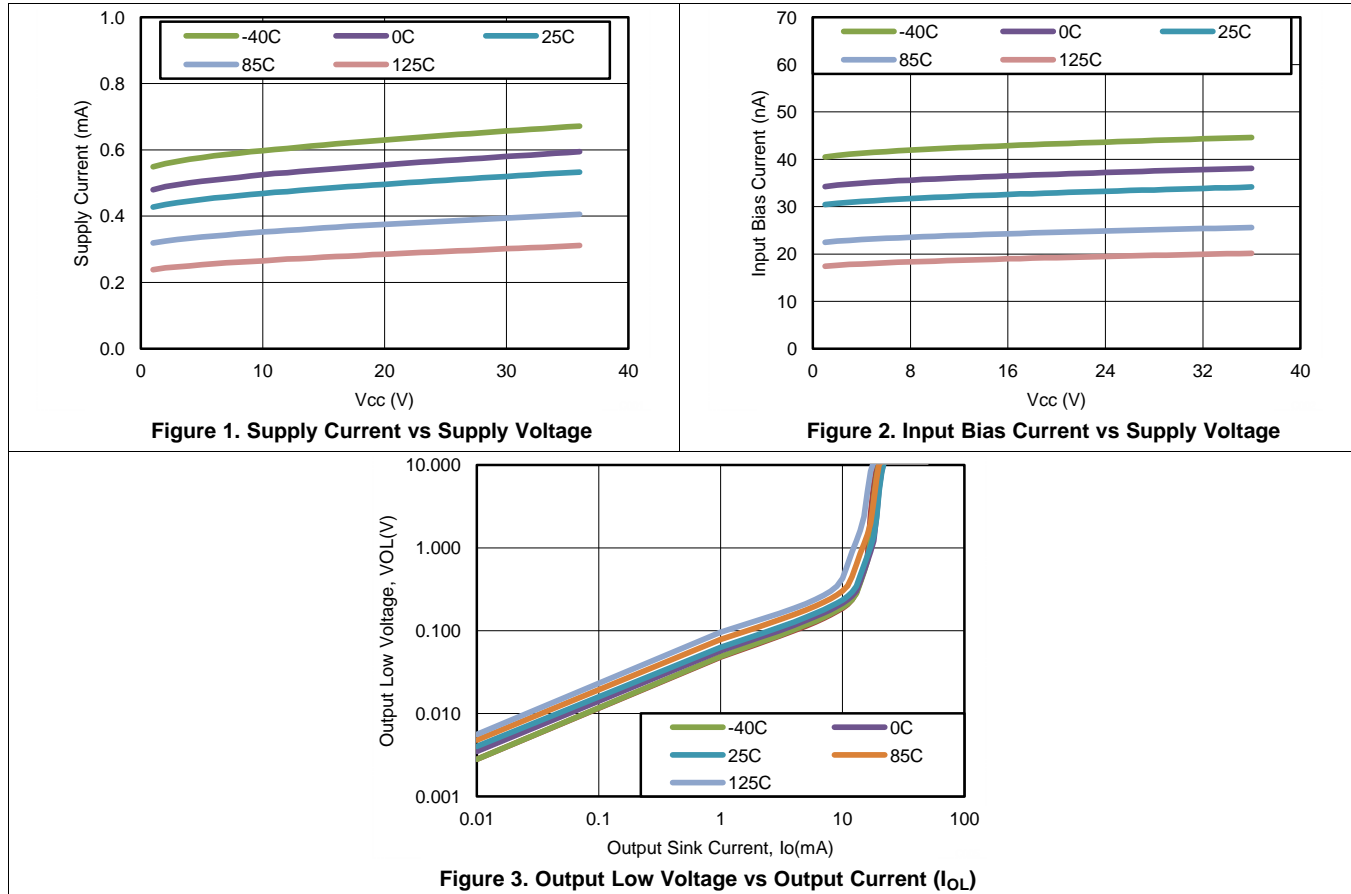 1.0
0.8
0.6
0.4
0.2
0.0
Supply Current (mA)
-40C 0C 25C
85C 125C
0 10 20 30 40
Vcc (V)
Figure 1. Supply Current vs Supply Voltage
70
60
50
40
30
20
10
0
Input Bias Current (nA)
-40C 0C 25C
85C 125C
0 8 16 24 32 40
Vcc (V)
Figure 2. Input Bias Current vs Supply Voltage
10.000
1.000
0.100
0.010
0.001
Output Low Voltage, VOL(V)
-40C 0C
25C 85C
125C
0.01 0.1 1 10 100
Output Sink Current, Io(mA)
Figure 3. Output Low Voltage vs Output Current (IOL)